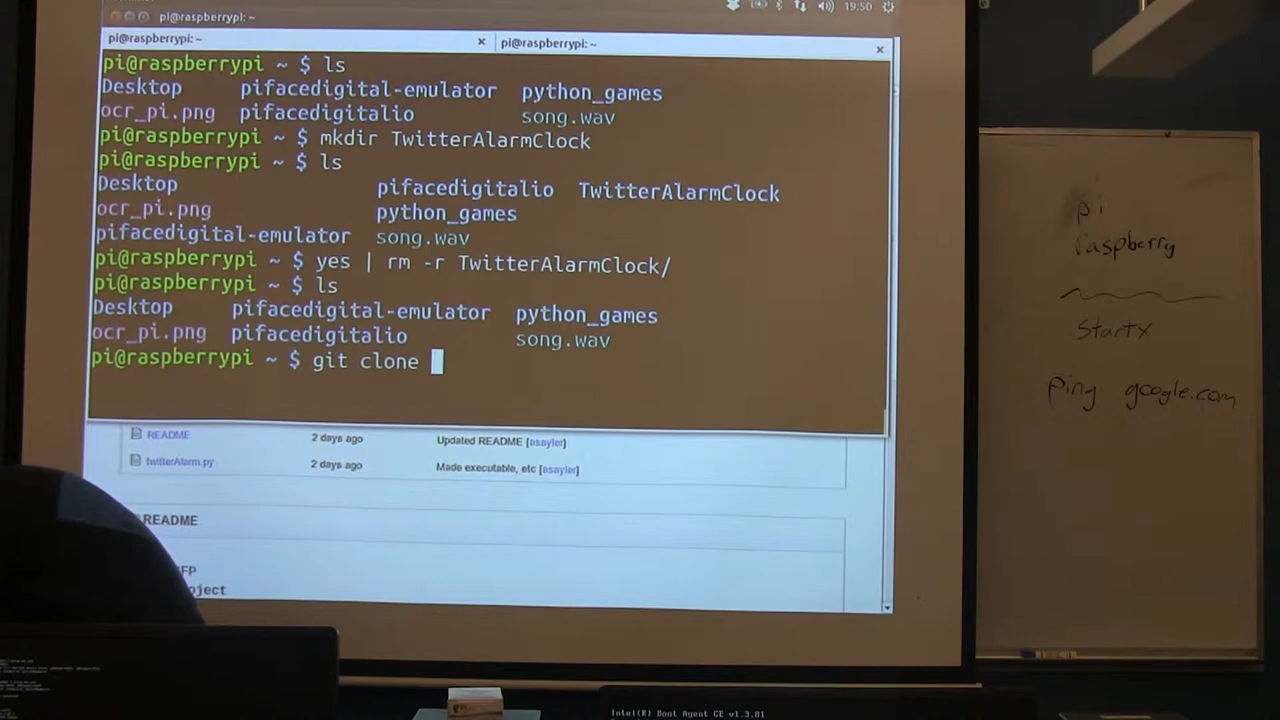 19:50
pi@raspberrypi: ~
pi@raspberrypi: ~ × pi@raspberrypi: ~ ×
pi@raspberrypi ~ $ ls
Desktop pifacedigital-emulator python_games
ocr_pi.png pifacedigitalio song.wav
pi@raspberrypi ~ $ mkdir TwitterAlarmClock
pi@raspberrypi ~ $ ls
Desktop pifacedigitalio TwitterAlarmClock
ocr_pi.png python_games
pifacedigital-emulator song.wav
pi@raspberrypi ~ $ yes | rm -r TwitterAlarmClock/
pi@raspberrypi ~ $ ls
Desktop pifacedigital-emulator python_games
ocr_pi.png pifacedigitalio song.wav
pi@raspberrypi ~ $ git clone
README 2 days ago Updated README [asayler]
twitterAlarm.py 2 days ago Made executable, etc [asayler]
README
pi
raspberry
startx
ping google.com
Intel(R) Boot Agent GE v1.3.81